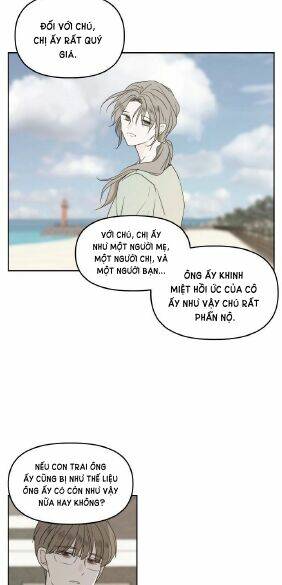 ĐỐI VỚI CHÚ,
CHỊ ẤY RẤT QUÝ
GIÁ.
VỚI CHÚ, CHỊ ẤY
NHƯ MỘT NGƯỜI MẸ,
MỘT NGƯỜI CHỊ, VÀ
MỘT NGƯỜI BẠN...
ÔNG ẤY KHINH
MIỆT HỒI ỨC CỦA CÔ
ẤY NHƯ VẬY CHÚ RẤT
PHẪN NỘ.
NẾU CON TRAI ÔNG
ẤY CŨNG BỊ NHƯ THẾ LIỆU
ÔNG ẤY CÓ CÒN NHƯ VẬY
NỮA HAY KHÔNG?